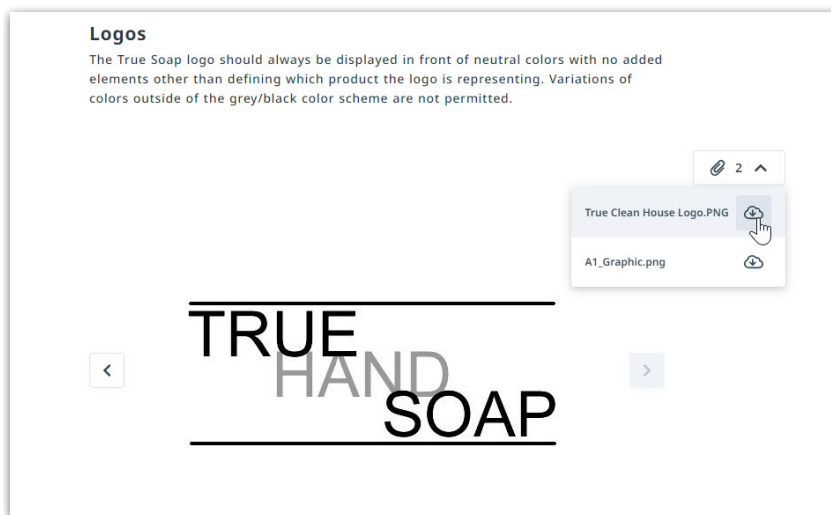 Logos
The True Soap logo should always be displayed in front of neutral colors with no added
elements other than defining which product the logo is representing. Variations of
colors outside of the grey/black color scheme are not permitted.
2
True Clean House Logo.PNG
A1_Graphic.png
TRUE
HAND
SOAP